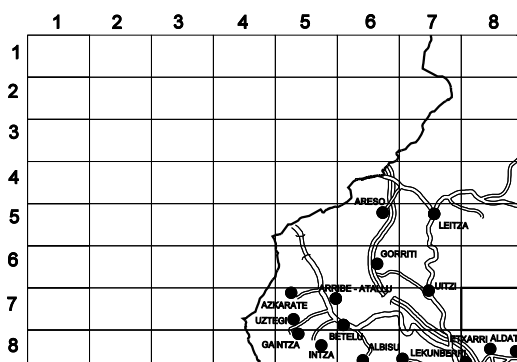 1 2 3 4 5 6 7 8
1
2
3
4
ARESO
5
LEITZA
GORRITI
6
ARRIBE - ATALLU
UITZI
7
AZKARATE
UZTEGI
BETELU
ETXARRI ALDAT
8
GAINTZA
INTZA
ALBISU
LEKUNBERRI